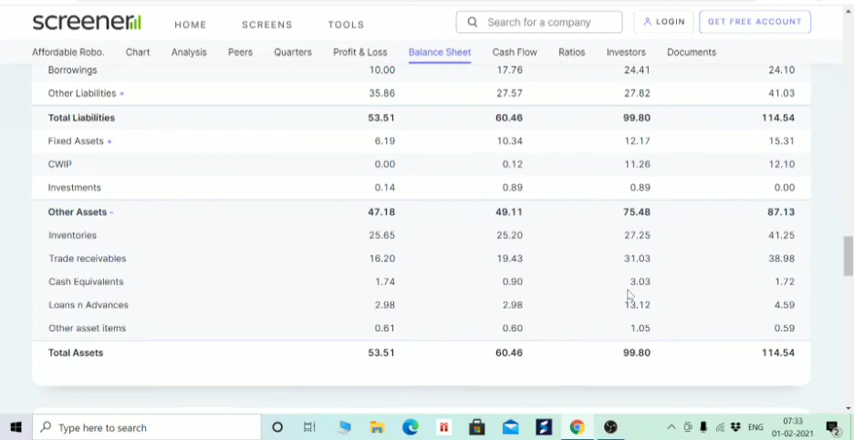 screener
HOME SCREENS TOOLS Search for a company LOGIN GET FREE ACCOUNT
Affordable Robo. Chart Analysis Peers Quarters Profit & Loss Balance Sheet Cash Flow Ratios Investors Documents
Borrowings 10.00 17.76 24.41 24.10
Other Liabilities + 35.86 27.57 27.82 41.03
Total Liabilities 53.51 60.46 99.80 114.54
Fixed Assets + 6.19 10.34 12.17 15.31
CWIP 0.00 0.12 11.26 12.10
Investments 0.14 0.89 0.89 0.00
Other Assets - 47.18 49.11 75.48 87.13
Inventories 25.65 25.20 27.25 41.25
Trade receivables 16.20 19.43 31.03 38.98
Cash Equivalents 1.74 0.90 3.03 1.72
Loans n Advances 2.98 2.98 13.12 4.59
Other asset items 0.61 0.60 1.05 0.59
Total Assets 53.51 60.46 99.80 114.54
Type here to search ENG 07:33
01-02-2021